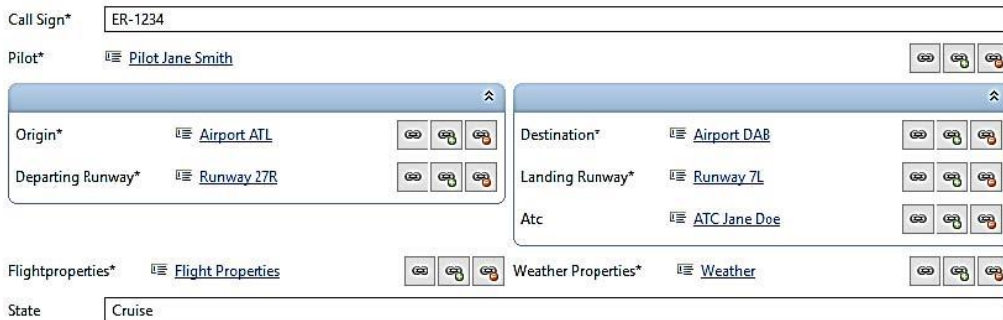 Call Sign* ER-1234
Pilot* Pilot Jane Smith
Origin* Airport ATL
Departing Runway* Runway 27R
Destination* Airport DAB
Landing Runway* Runway 7L
Atc ATC Jane Doe
Flightproperties* Flight Properties
Weather Properties* Weather
State Cruise